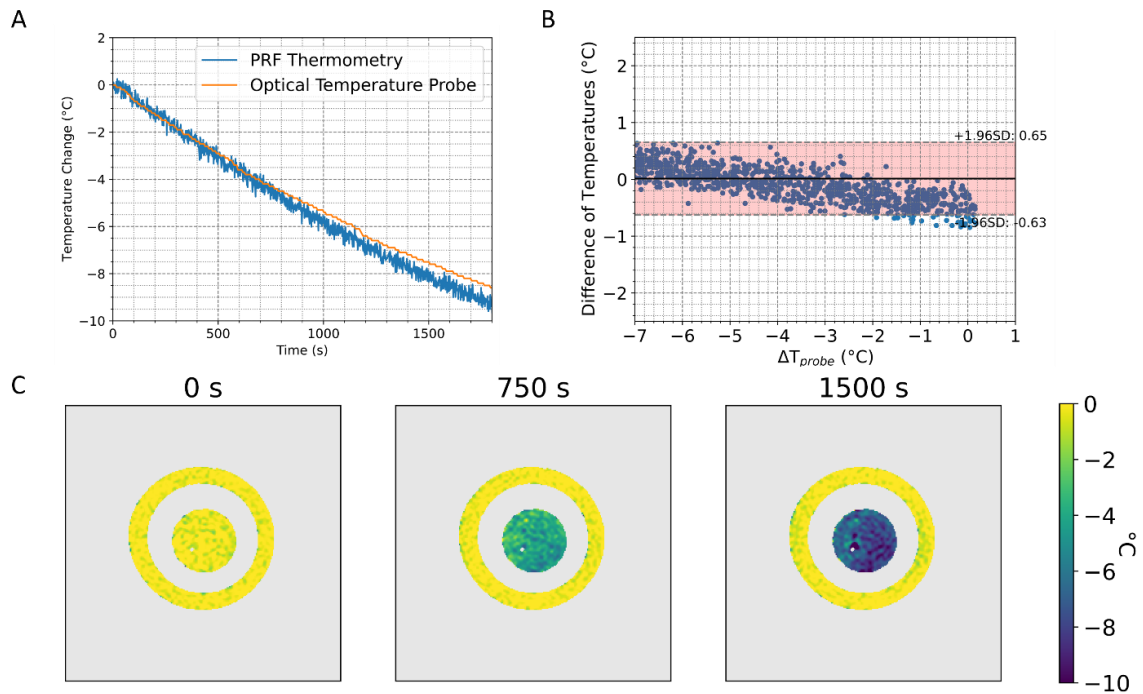 A
B
2
0
−2
−4
−6
−8
−10
0
500
1000
1500
Temperature Change (°C)
Time (s)
PRF Thermometry
Optical Temperature Probe
Difference of Temperatures (°C)
2
1
0
−1
−2
+1.96SD: 0.65
-1.96SD: -0.63
−7
−6
−5
−4
−3
−2
−1
0
1
ΔTprobe (°C)
C
0 s
750 s
1500 s
0
−2
−4
−6
−8
−10
°C